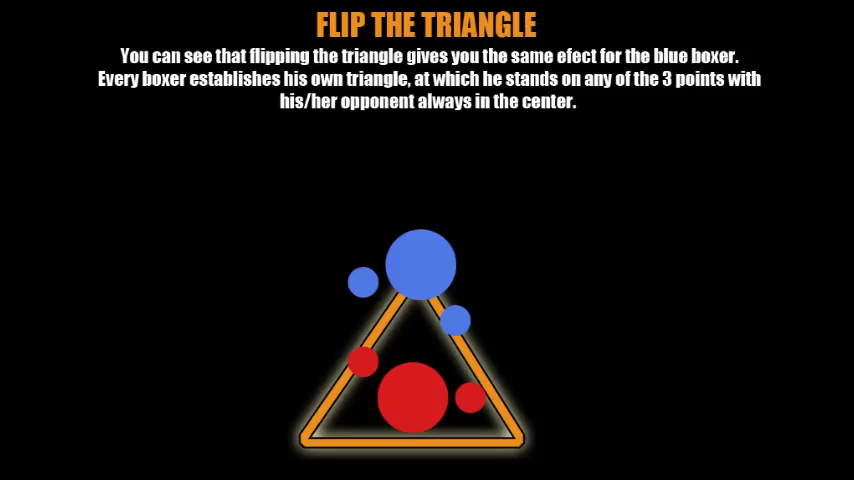 FLIP THE TRIANGLE
You can see that flipping the triangle gives you the same efect for the blue boxer.
Every boxer establishes his own triangle, at which he stands on any of the 3 points with
his/her opponent always in the center.